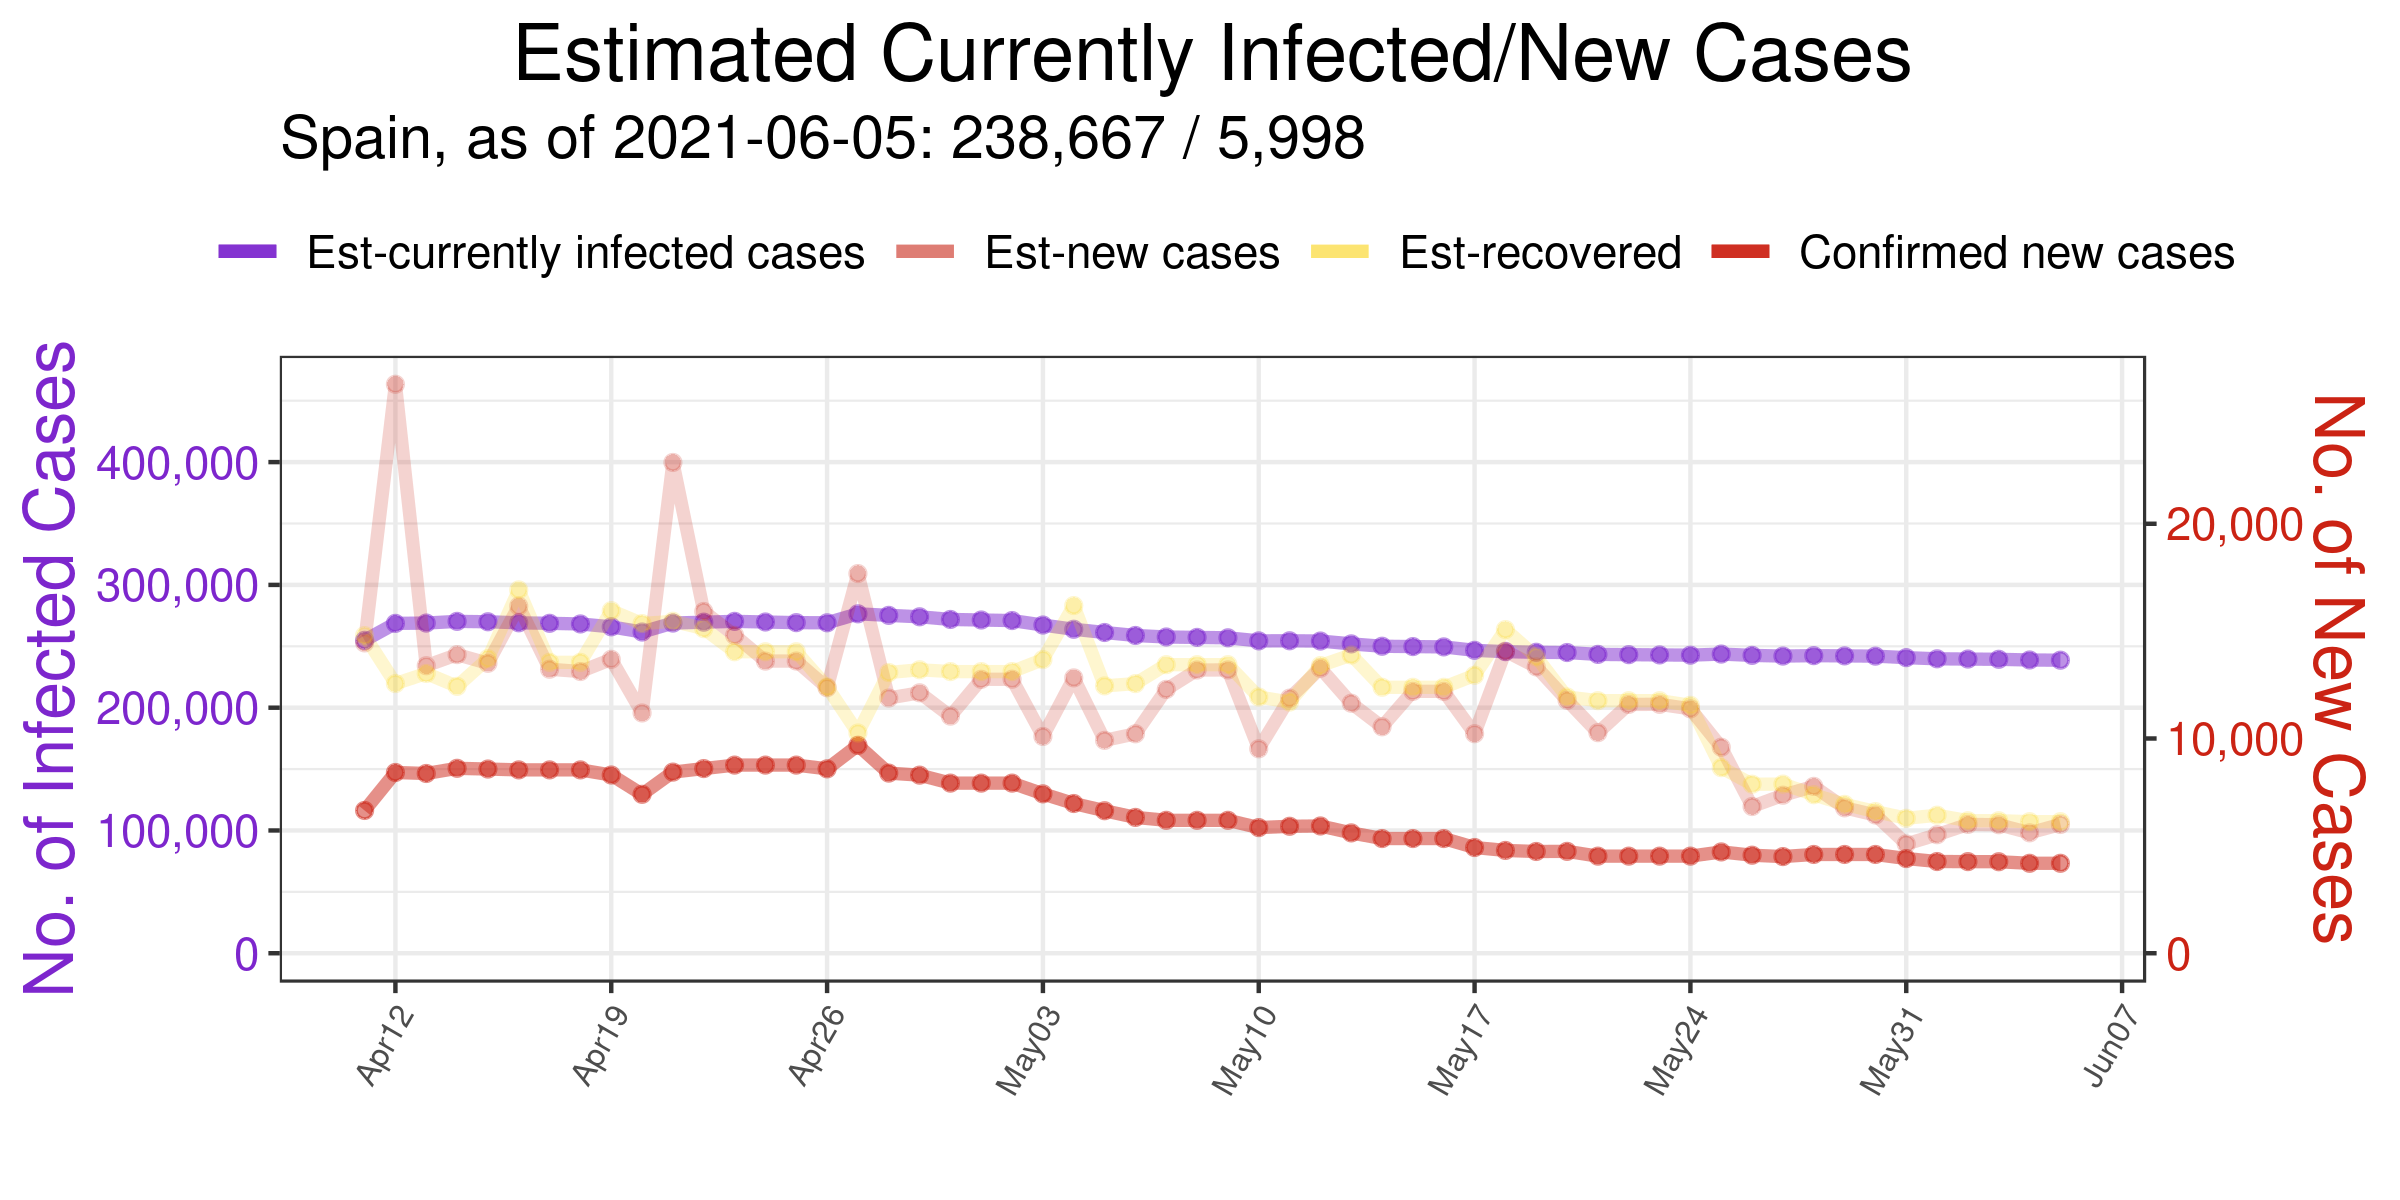 Estimated Currently Infected/New Cases
Spain, as of 2021-06-05: 238,667 / 5,998
Est-currently infected cases Est-new cases Est-recovered Confirmed new cases
No. of Infected Cases
400,000
300,000
200,000
100,000
0
20,000
10,000
0
No. of New Cases
Apr12 Apr19 Apr26 May03 May10 May17 May24 May31 Jun07